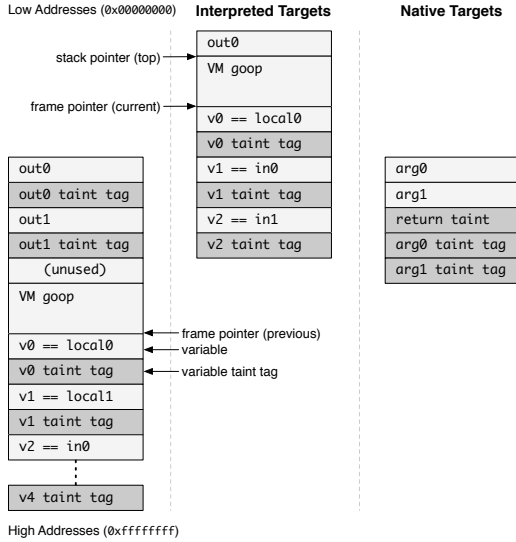 Low Addresses (0x00000000)
Interpreted Targets
Native Targets
out0
stack pointer (top)
VM goop
frame pointer (current)
v0 == local0
v0 taint tag
v1 == in0
v1 taint tag
v2 == in1
v2 taint tag
out0
out0 taint tag
out1
out1 taint tag
(unused)
VM goop
frame pointer (previous)
v0 == local0
variable
v0 taint tag
variable taint tag
v1 == local1
v1 taint tag
v2 == in0
v4 taint tag
arg0
arg1
return taint
arg0 taint tag
arg1 taint tag
High Addresses (0xffffffff)